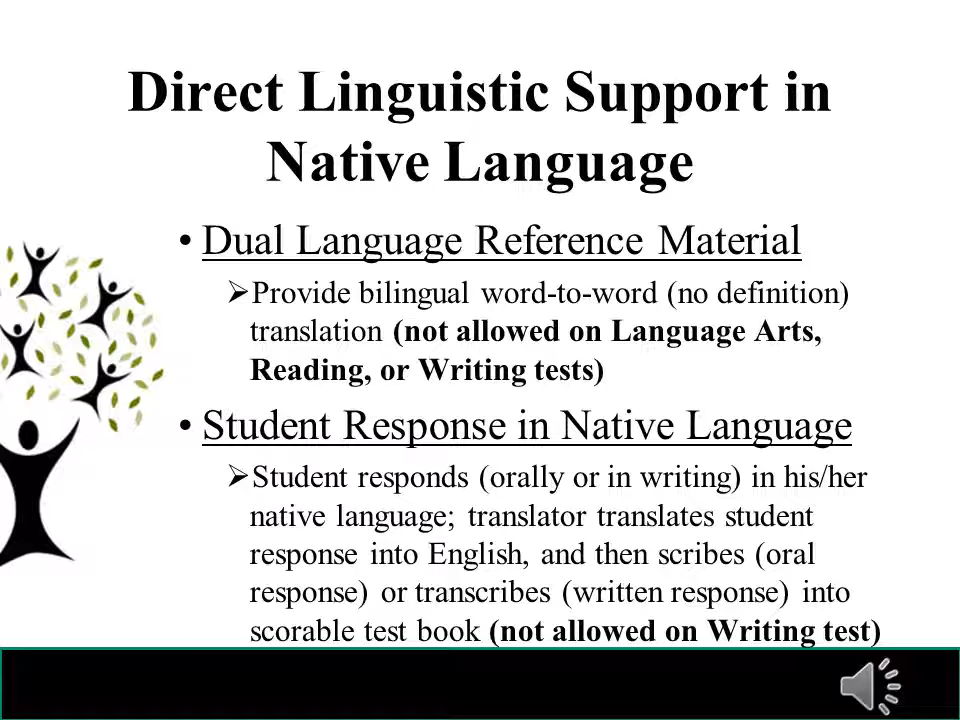 Direct Linguistic Support in
Native Language
• Dual Language Reference Material
➢Provide bilingual word-to-word (no definition)
translation (not allowed on Language Arts,
Reading, or Writing tests)
• Student Response in Native Language
➢Student responds (orally or in writing) in his/her
native language; translator translates student
response into English, and then scribes (oral
response) or transcribes (written response) into
scorable test book (not allowed on Writing test)